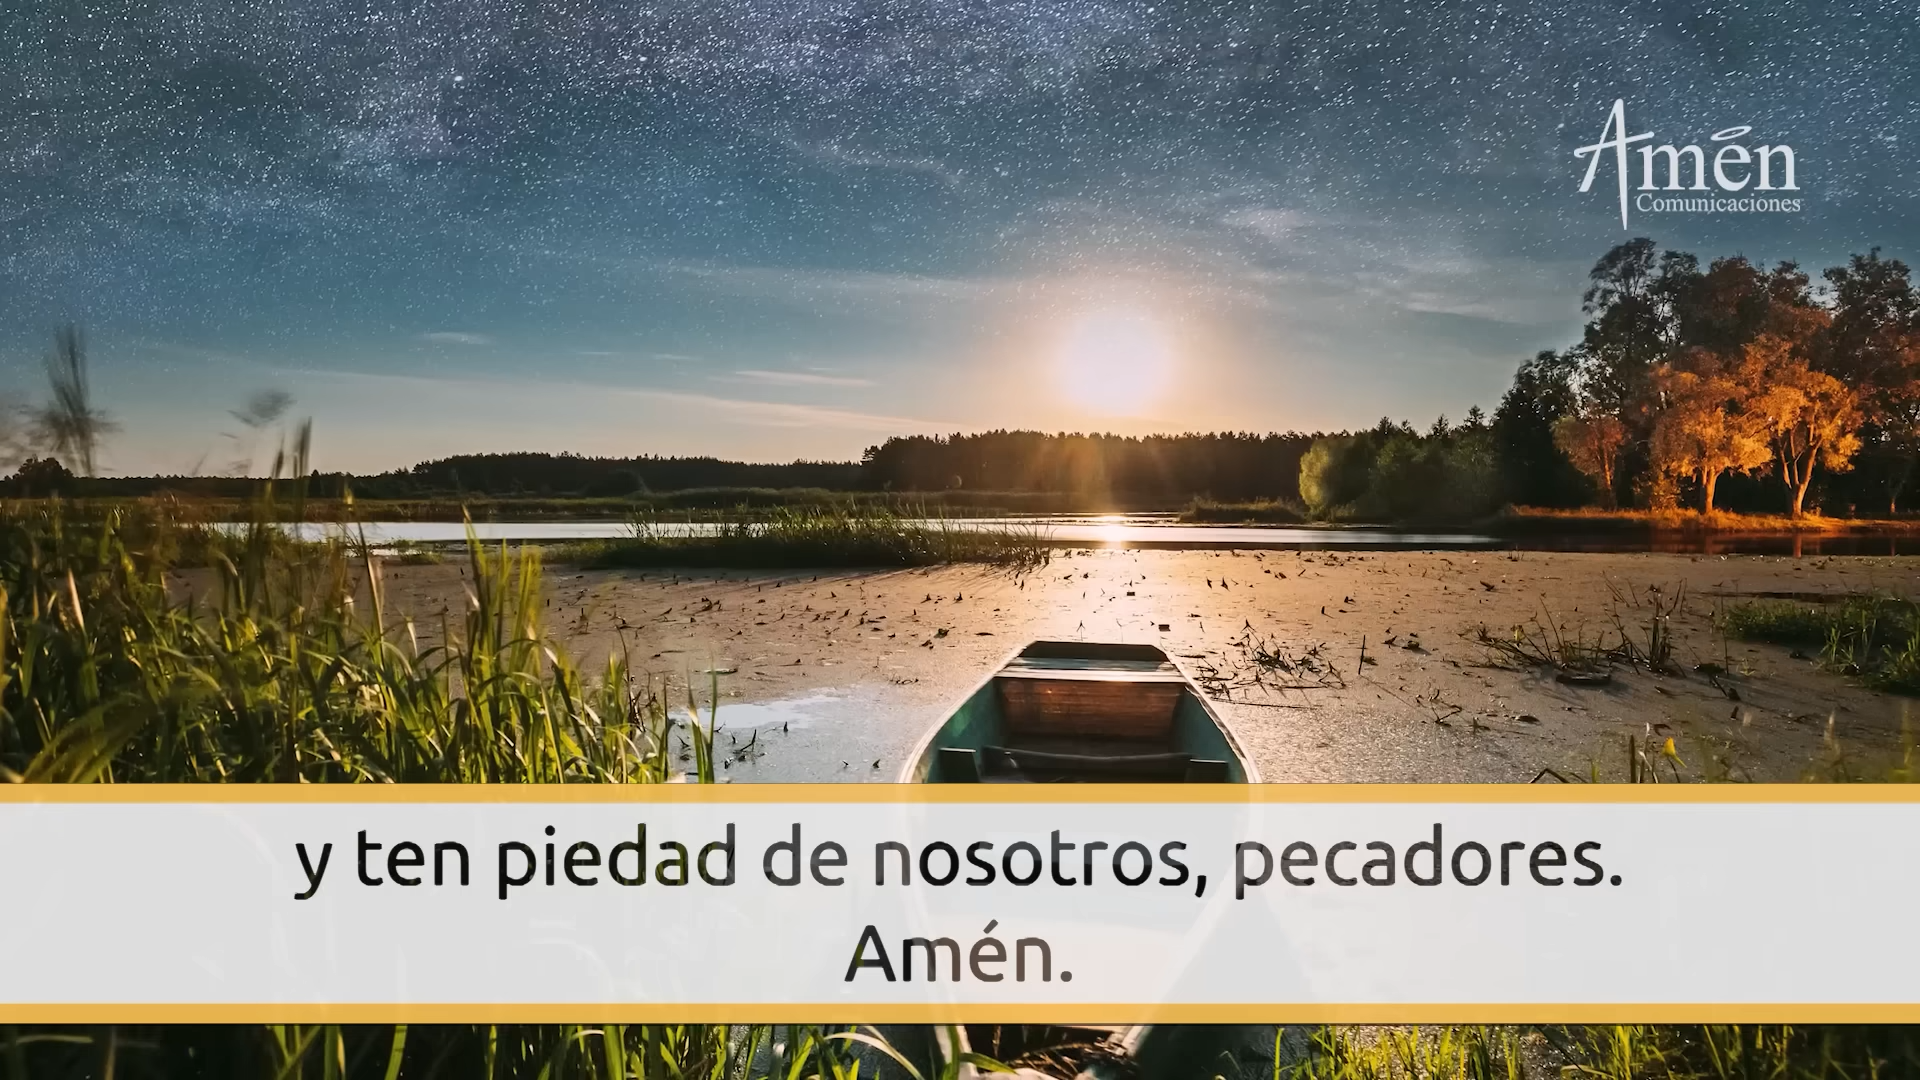 Amén
Comunicaciones
y ten piedad de nosotros, pecadores.
Amén.